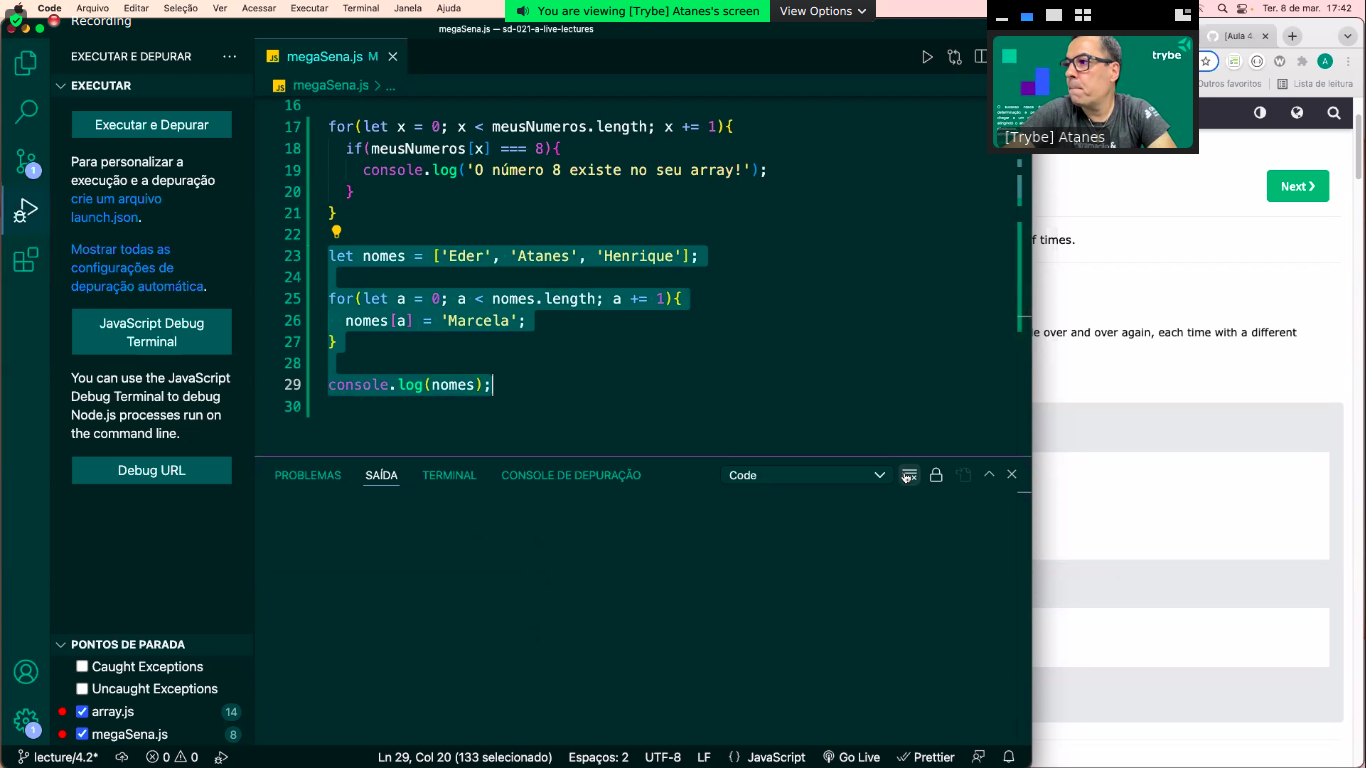 Code Arquivo Editar Seleção Ver Acessar Executar Terminal Janela Ajuda
You are viewing [Trybe] Atanes's screen
View Options
Ter. 8 de mar. 17:42
Recording
megaSena.js — sd-021-a-live-lectures
[Aula 4.
EXECUTAR E DEPURAR
JS megaSena.js M
trybe
Outros favoritos
Lista de leitura
EXECUTAR
JS megaSena.js > ...
[Trybe] Atanes
Executar e Depurar
Para personalizar a
execução e a depuração
crie um arquivo
launch.json.
Mostrar todas as
configurações de
depuração automática.
JavaScript Debug
Terminal
You can use the JavaScript
Debug Terminal to debug
Node.js processes run on
the command line.
Debug URL
16
17 for(let x = 0; x < meusNumeros.length; x += 1){
18 if(meusNumeros[x] === 8){
19 console.log('O número 8 existe no seu array!');
20 }
21 }
22
23 let nomes = ['Eder', 'Atanes', 'Henrique'];
24
25 for(let a = 0; a < nomes.length; a += 1){
26 nomes[a] = 'Marcela';
27 }
28
29 console.log(nomes);
30
Next ❯
f times.
e over and over again, each time with a different
PROBLEMAS SAÍDA TERMINAL CONSOLE DE DEPURAÇÃO
Code
PONTOS DE PARADA
Caught Exceptions
Uncaught Exceptions
array.js 14
megaSena.js 8
1
1
lecture/4.2* 0 0
Ln 29, Col 20 (133 selecionado) Espaços: 2 UTF-8 LF {} JavaScript Go Live Prettier